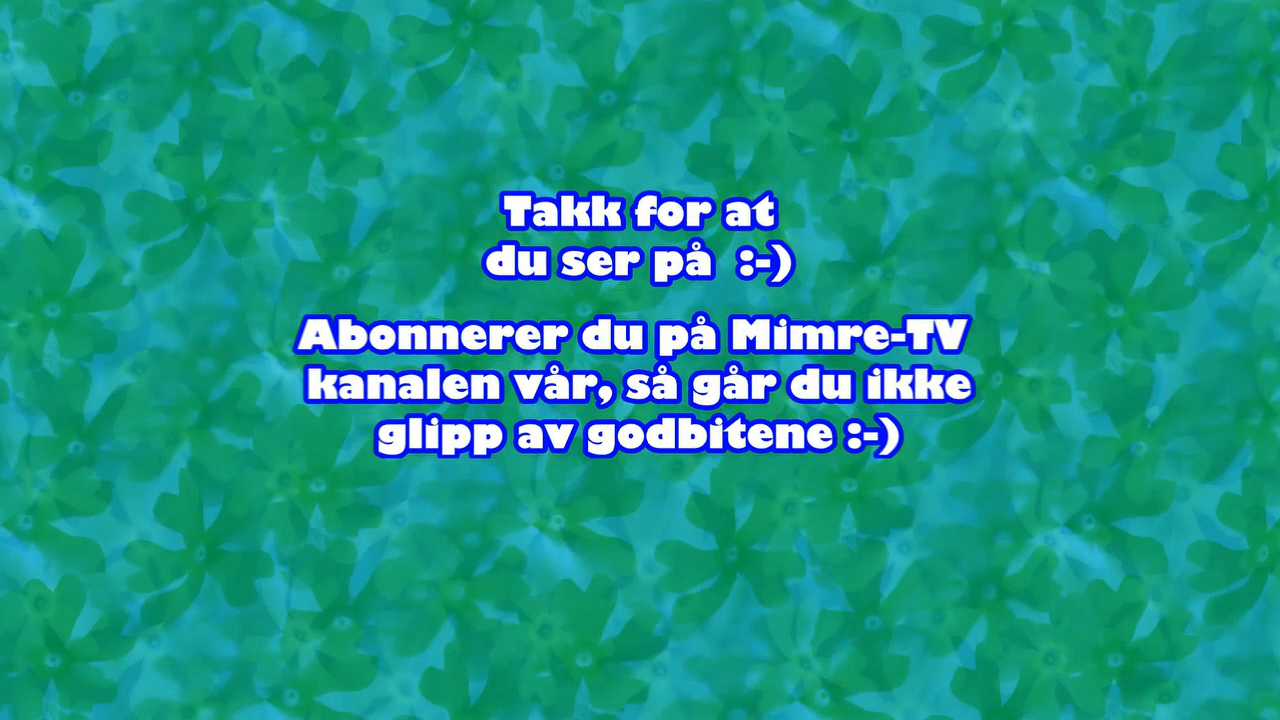 Takk for at
du ser på :-)
Abonnerer du på Mimre-TV
kanalen vår, så går du ikke
glipp av godbitene :-)